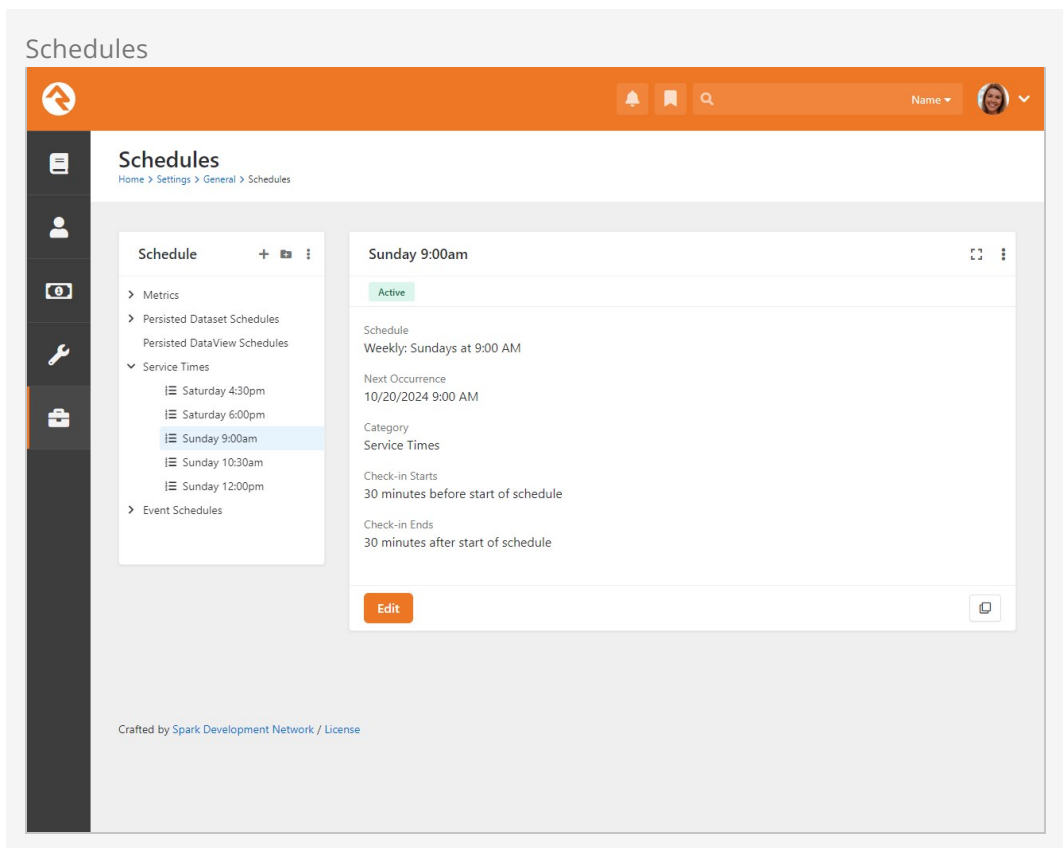 Schedules
Name
Schedules
Home > Settings > General > Schedules
Schedule
Metrics
Persisted Dataset Schedules
Persisted DataView Schedules
Service Times
Saturday 4:30pm
Saturday 6:00pm
Sunday 9:00am
Sunday 10:30am
Sunday 12:00pm
Event Schedules
Sunday 9:00am
Active
Schedule
Weekly: Sundays at 9:00 AM
Next Occurrence
10/20/2024 9:00 AM
Category
Service Times
Check-in Starts
30 minutes before start of schedule
Check-in Ends
30 minutes after start of schedule
Edit
Crafted by Spark Development Network / License